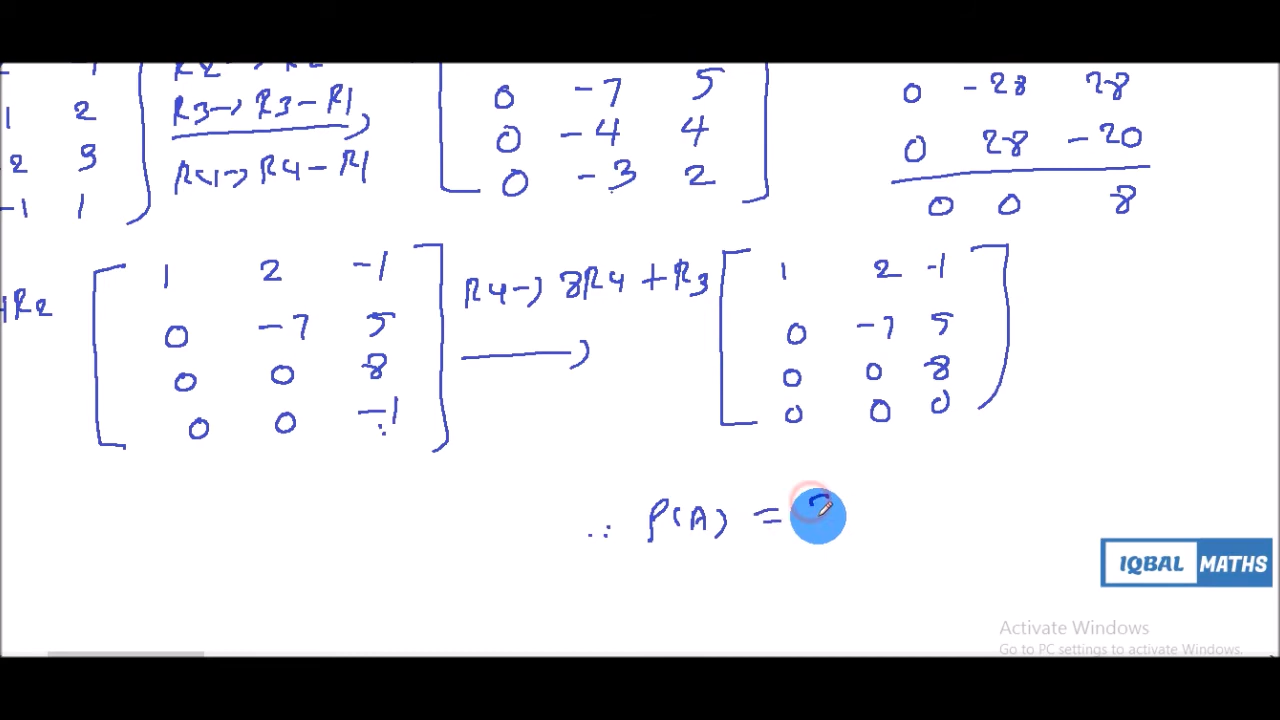 1 2
2 9
-1 1
R3→ R3-R1
R4→ R4-R1
0 -7 5
0 -4 4
0 -3 2
0 -28 28
0 28 -20
0 0 8
R2
1 2 -1
0 -7 5
0 0 8
0 0 -1
R4→ 8R4+R3
1 2 -1
0 -7 5
0 0 8
0 0 0
∴ ρ(A) =
IQBAL MATHS
Activate Windows
Go to PC settings to activate Windows.